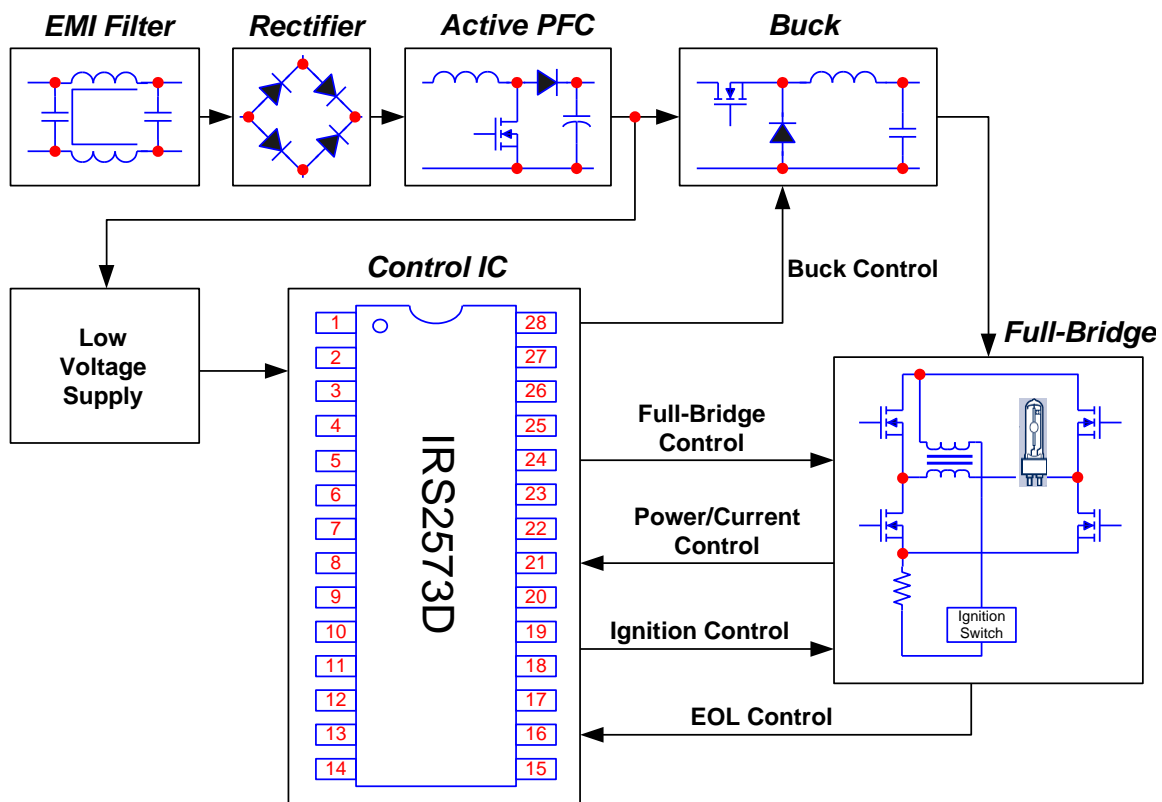 EMI Filter
Rectifier
Active PFC
Buck
Control IC
Buck Control
Low
Voltage
Supply
Full-Bridge
1
2
3
4
5
6
7
8
9
10
11
12
13
14
IRS2573D
28
27
26
25
24
23
22
21
20
19
18
17
16
15
Full-Bridge
Control
Power/Current
Control
Ignition Control
EOL Control
Ignition
Switch